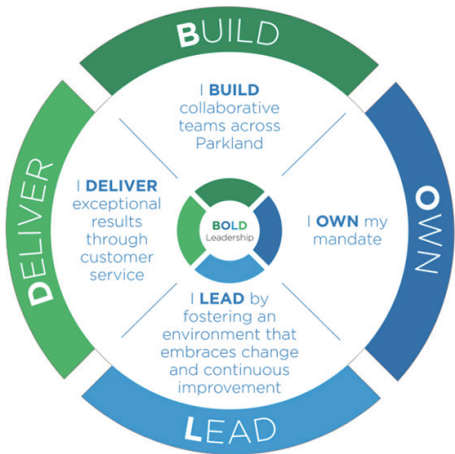 BUILD
I BUILD
collaborative
teams across
Parkland
OWN
I OWN my
mandate
LEAD
I LEAD by
fostering an
environment that
embraces change
and continuous
improvement
DELIVER
I DELIVER
exceptional
results
through
customer
service
BOLD
Leadership